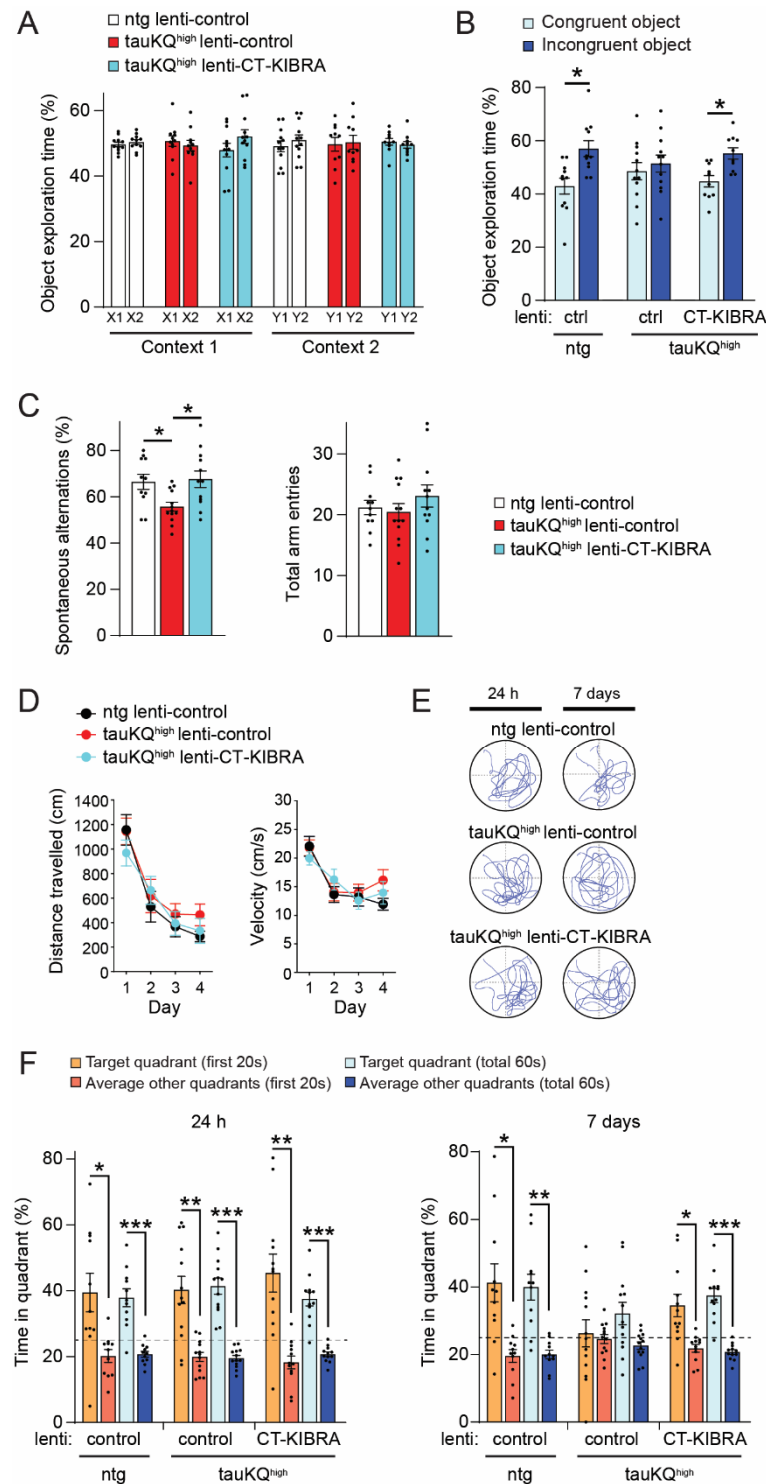 A
ntg lenti-control
tauKQhigh lenti-control
tauKQhigh lenti-CT-KIBRA
Object exploration time (%)
60
40
20
0
X1 X2 X1 X2 X1 X2 Y1 Y2 Y1 Y2 Y1 Y2
Context 1 Context 2
B
Congruent object
Incongruent object
Object exploration time (%)
80
60
40
20
0
* *
lenti: ctrl ctrl CT-KIBRA
ntg tauKQhigh
C
Spontaneous alternations (%)
80
60
40
20
0
* *
Total arm entries
30
20
10
0
ntg lenti-control
tauKQhigh lenti-control
tauKQhigh lenti-CT-KIBRA
D
ntg lenti-control
tauKQhigh lenti-control
tauKQhigh lenti-CT-KIBRA
Distance travelled (cm)
1400
1200
1000
800
600
400
200
0
1 2 3 4
Day
Velocity (cm/s)
30
25
20
15
10
5
0
1 2 3 4
Day
E
24 h 7 days
ntg lenti-control
tauKQhigh lenti-control
tauKQhigh lenti-CT-KIBRA
F
Target quadrant (first 20s) Target quadrant (total 60s)
Average other quadrants (first 20s) Average other quadrants (total 60s)
24 h
Time in quadrant (%)
80
60
40
20
0
* *** ** *** ** ***
lenti: control control CT-KIBRA
ntg tauKQhigh
7 days
Time in quadrant (%)
80
60
40
20
0
* ** * ***
lenti: control control CT-KIBRA
ntg tauKQhigh